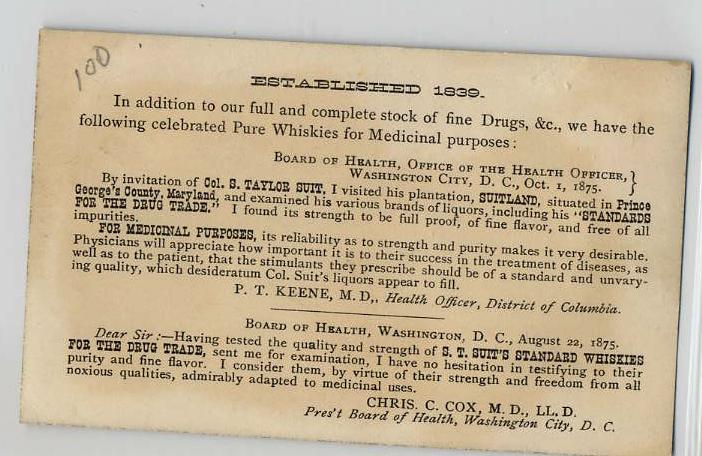 100
ESTABLISHED 1839.
In addition to our full and complete stock of fine Drugs, &c., we have the
following celebrated Pure Whiskies for Medicinal purposes:
BOARD OF HEALTH, OFFICE OF THE HEALTH OFFICER, }
WASHINGTON CITY, D. C., Oct. 1, 1875.
By invitation of Col. S. TAYLOR SUIT, I visited his plantation, SUITLAND, situated in Prince
George's County, Maryland, and examined his various brands of liquors, including his "STANDARDS
FOR THE DRUG TRADE." I found its strength to be full proof, of fine flavor, and free of all
impurities.
FOR MEDICINAL PURPOSES, its reliability as to strength and purity makes it very desirable.
Physicians will appreciate how important it is to their success in the treatment of diseases, as
well as to the patient, that the stimulants they prescribe should be of a standard and unvary-
ing quality, which desideratum Col. Suit's liquors appear to fill.
P. T. KEENE, M. D., Health Officer, District of Columbia.
BOARD OF HEALTH, WASHINGTON, D. C., August 22, 1875.
Dear Sir:—Having tested the quality and strength of S. T. SUIT'S STANDARD WHISKIES
FOR THE DRUG TRADE, sent me for examination, I have no hesitation in testifying to their
purity and fine flavor. I consider them, by virtue of their strength and freedom from all
noxious qualities, admirably adapted to medicinal uses.
CHRIS. C. COX, M. D., LL. D.
Pres't Board of Health, Washington City, D. C.